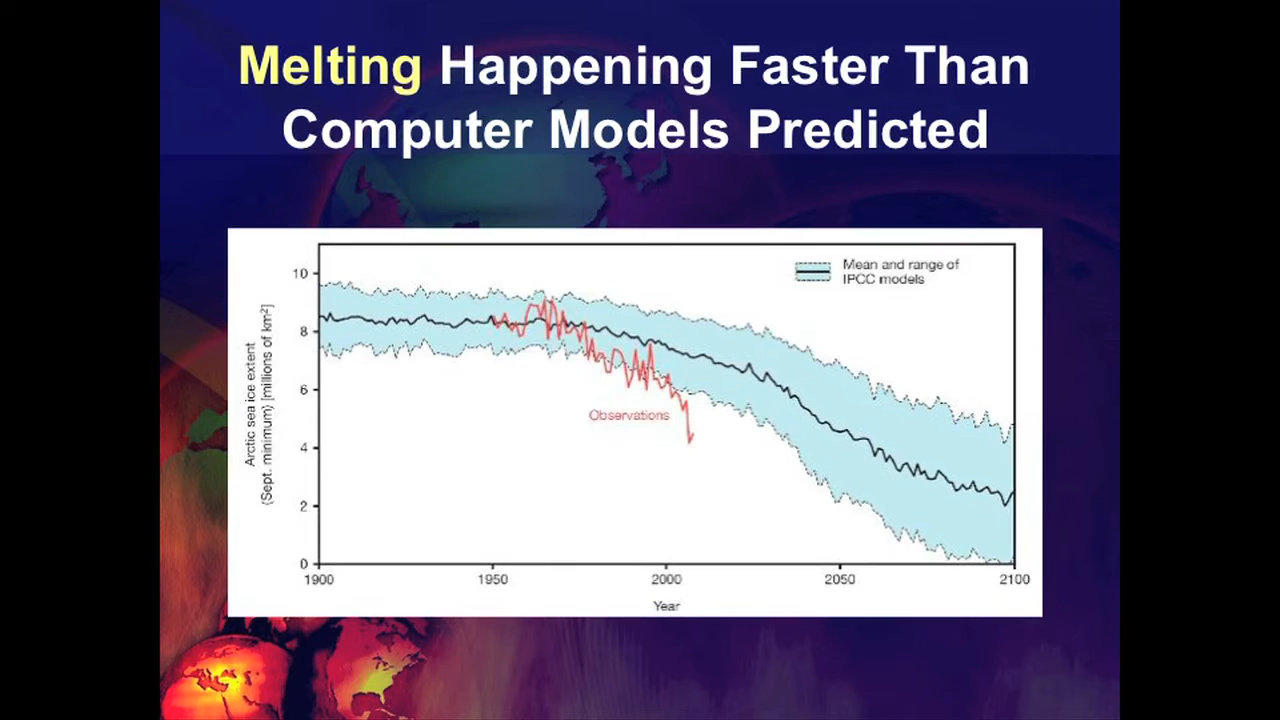 Melting Happening Faster Than
Computer Models Predicted
Mean and range of
IPCC models
10
8
6
4
2
0
Arctic sea ice extent
(Sept. minimum) [millions of km²]
Observations
1900
1950
2000
2050
2100
Year